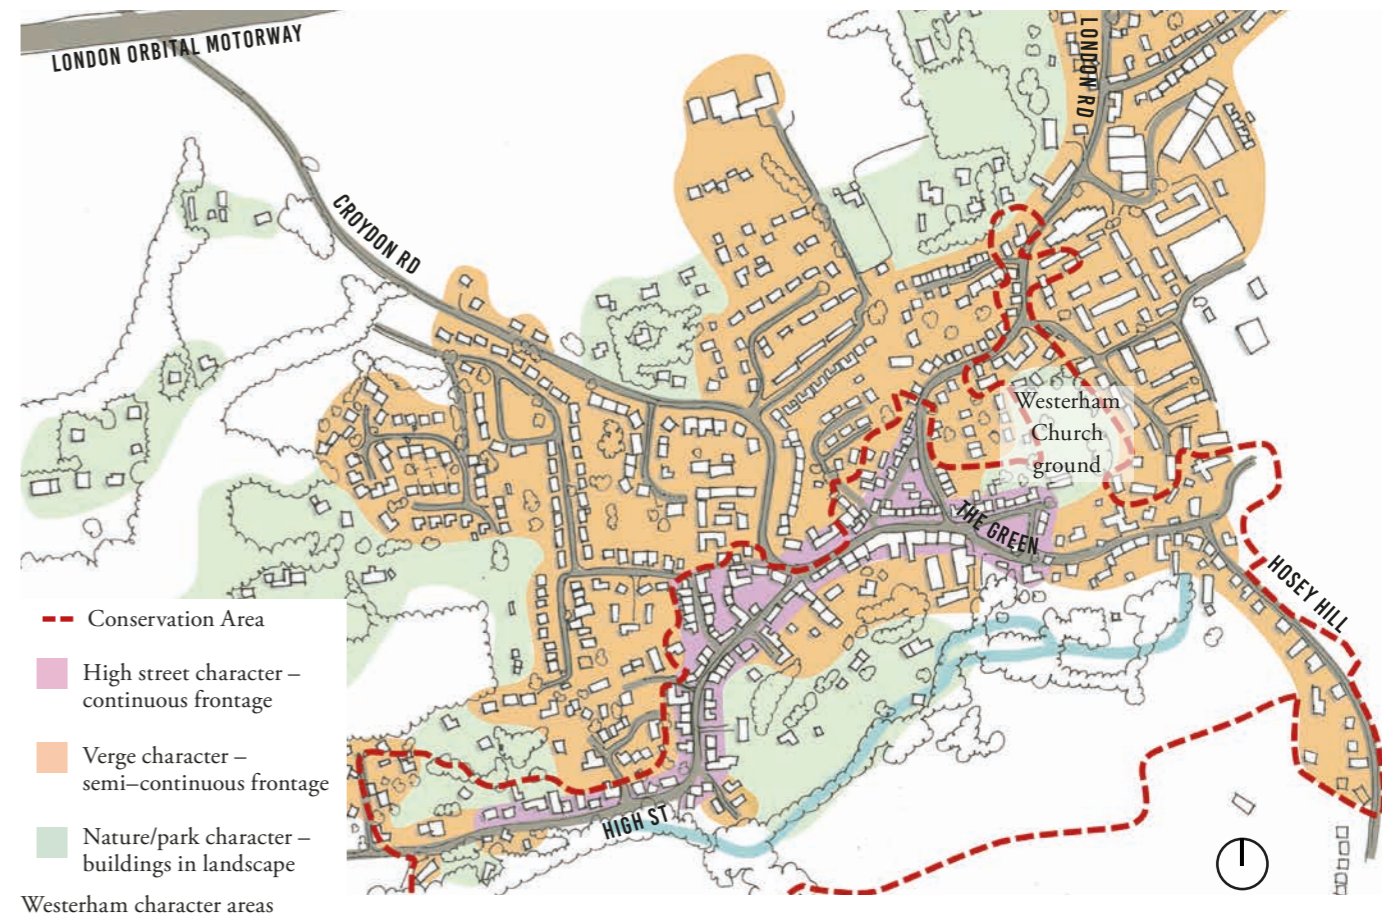 LONDON ORBITAL MOTORWAY
LONDON RD
CROYDON RD
Westerham
Church
ground
THE GREEN
HOSEY HILL
HIGH ST
Conservation Area
High street character –
continuous frontage
Verge character –
semi–continuous frontage
Nature/park character –
buildings in landscape
Westerham character areas